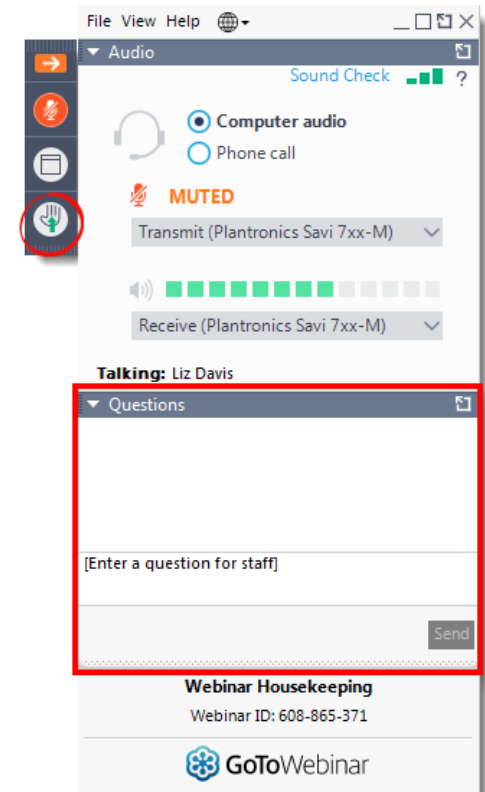 File View Help
Audio
Sound Check ?
Computer audio
Phone call
MUTED
Transmit (Plantronics Savi 7xx-M)
Receive (Plantronics Savi 7xx-M)
Talking: Liz Davis
Questions
[Enter a question for staff]
Send
Webinar Housekeeping
Webinar ID: 608-865-371
GoToWebinar